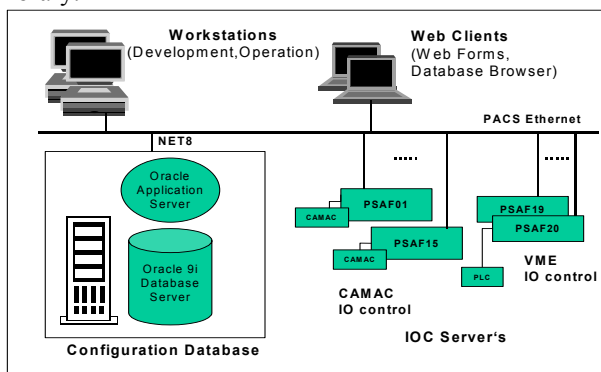 Workstations
(Development,Operation)
Web Clients
(Web Forms,
Database Browser)
PACS Ethernet
NET8
Oracle
Application
Server
Oracle 9i
Database
Server
Configuration Database
.....
.....
PSAF01
CAMAC
PSAF15
CAMAC
CAMAC
IO control
PSAF19
PSAF20
PLC
VME
IO control
IOC Server‘s